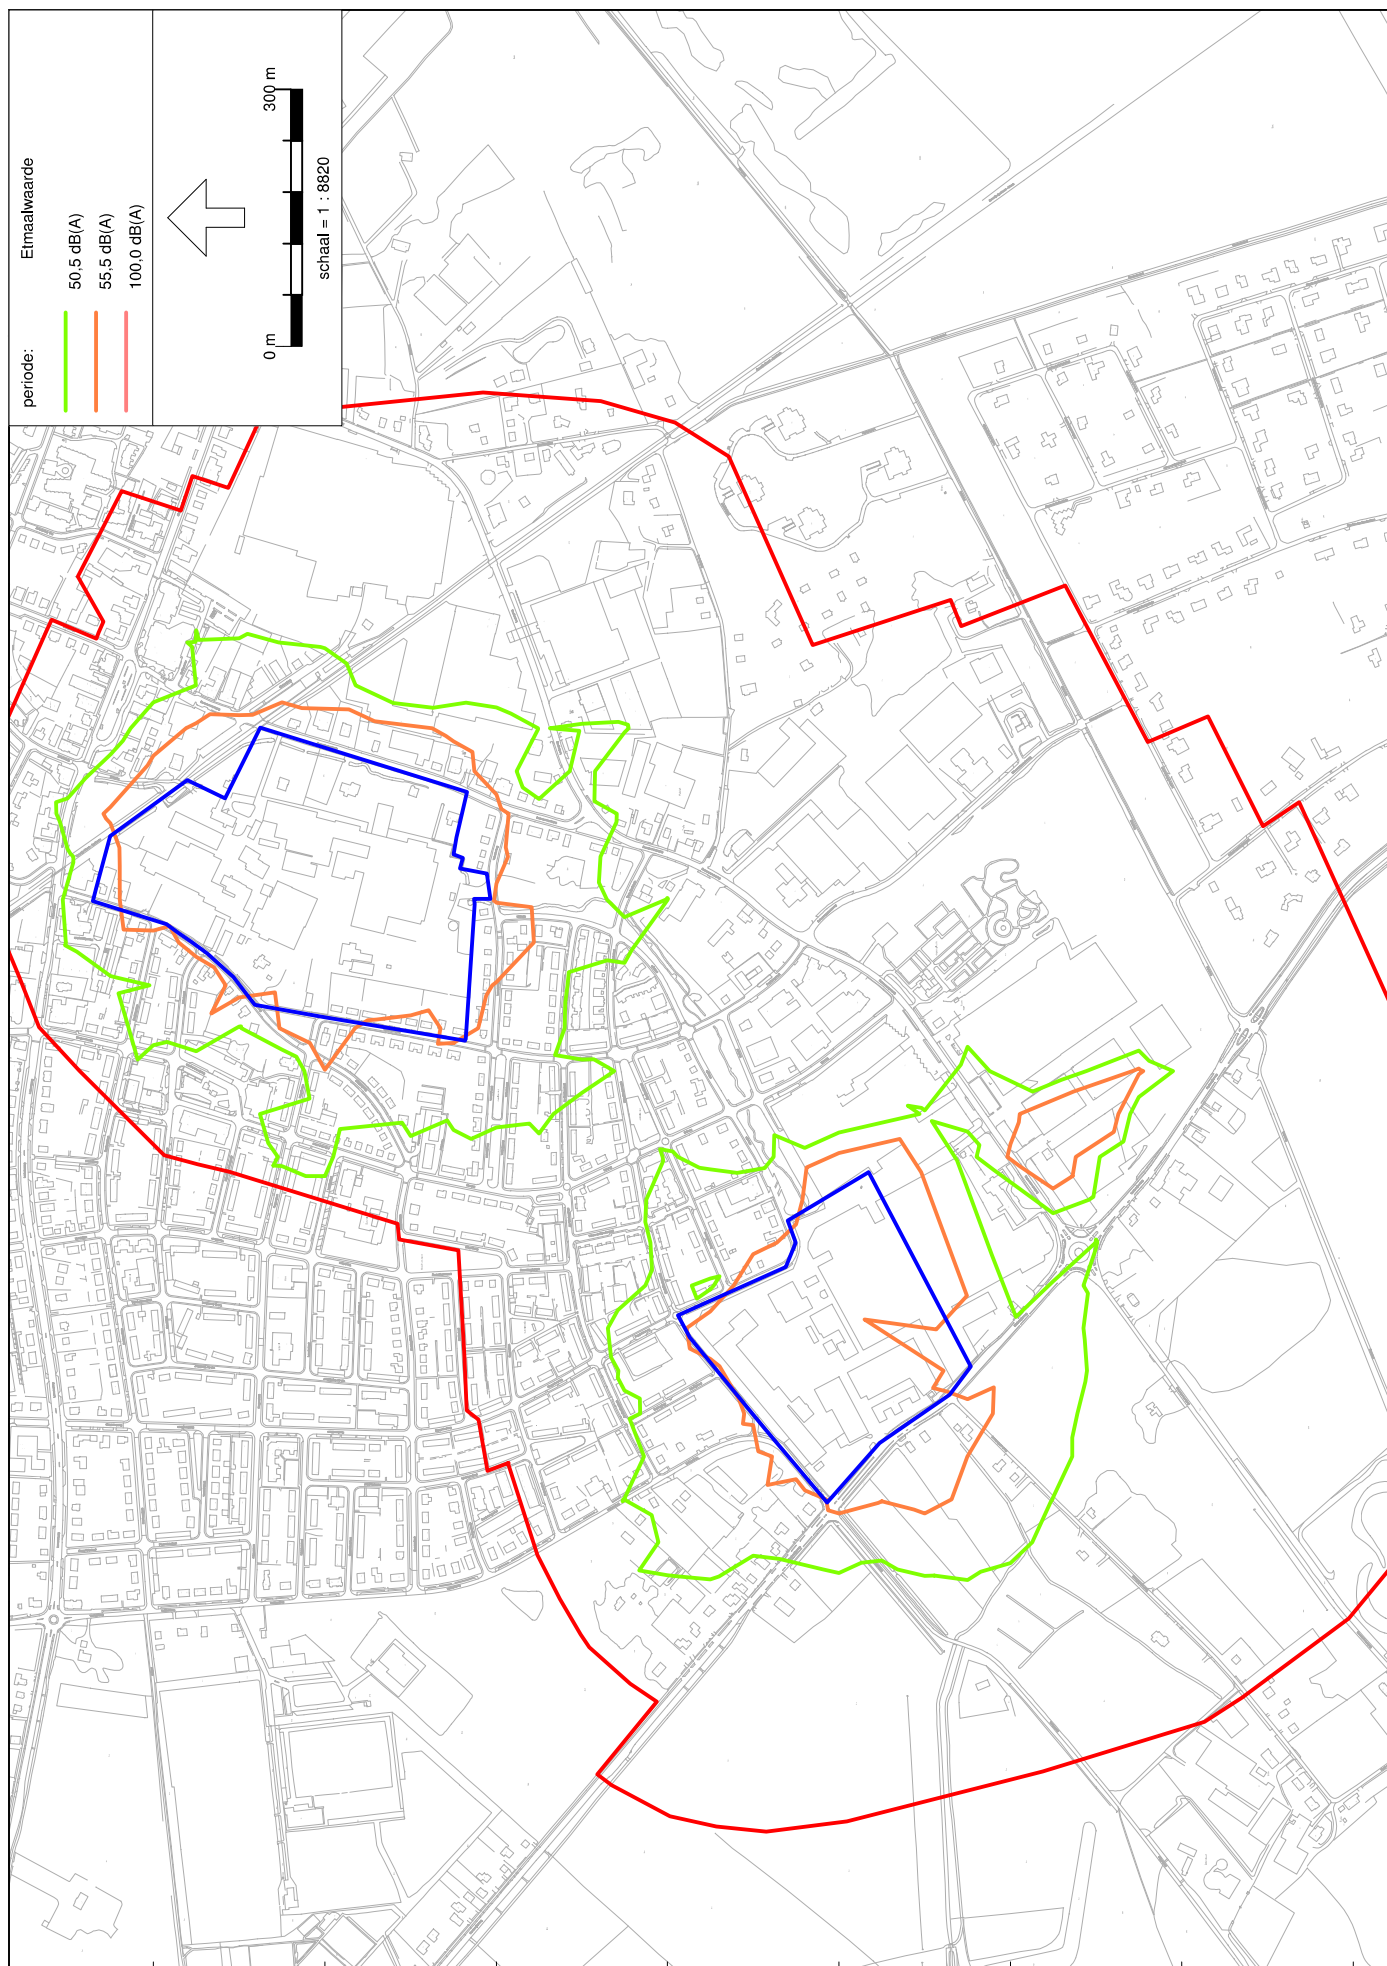 periode: Etmaalwaarde
50,5 dB(A)
55,5 dB(A)
100,0 dB(A)
0 m 300 m
schaal = 1 : 8820